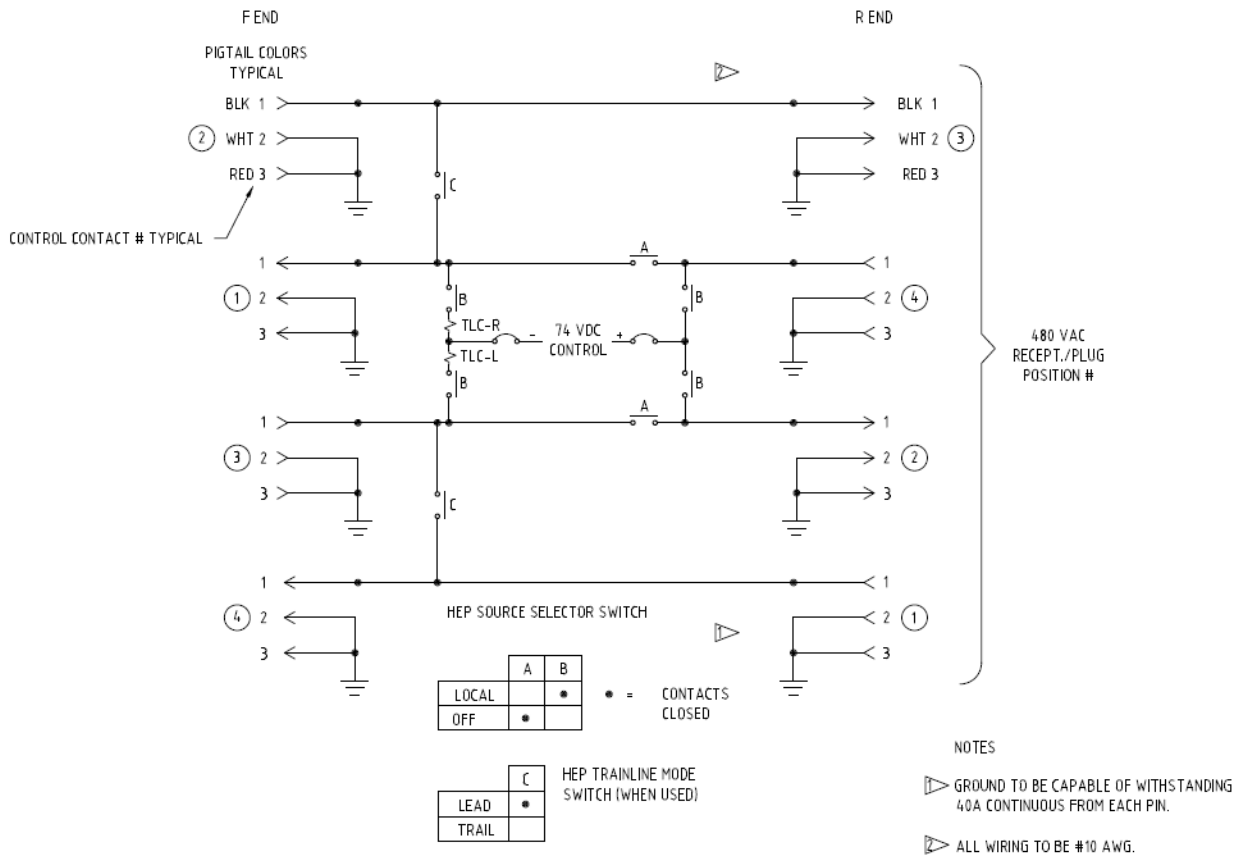 F END
R END
PIGTAIL COLORS
TYPICAL
2
BLK 1
BLK 1
2 WHT 2
WHT 2 3
RED 3
RED 3
C
CONTROL CONTACT # TYPICAL
A
1
1
B
B
1 2
2 4
TLC-R
- 74 VDC +
CONTROL
3
3
TLC-L
480 VAC
RECEPT./PLUG
POSITION #
B
B
A
1
1
3 2
2 2
3
3
C
1
1
4 2
HEP SOURCE SELECTOR SWITCH
1
2 1
3
3
A B
LOCAL •
OFF •
• = CONTACTS
CLOSED
C
LEAD •
TRAIL
HEP TRAINLINE MODE
SWITCH (WHEN USED)
NOTES
1 GROUND TO BE CAPABLE OF WITHSTANDING
40A CONTINUOUS FROM EACH PIN.
2 ALL WIRING TO BE #10 AWG.